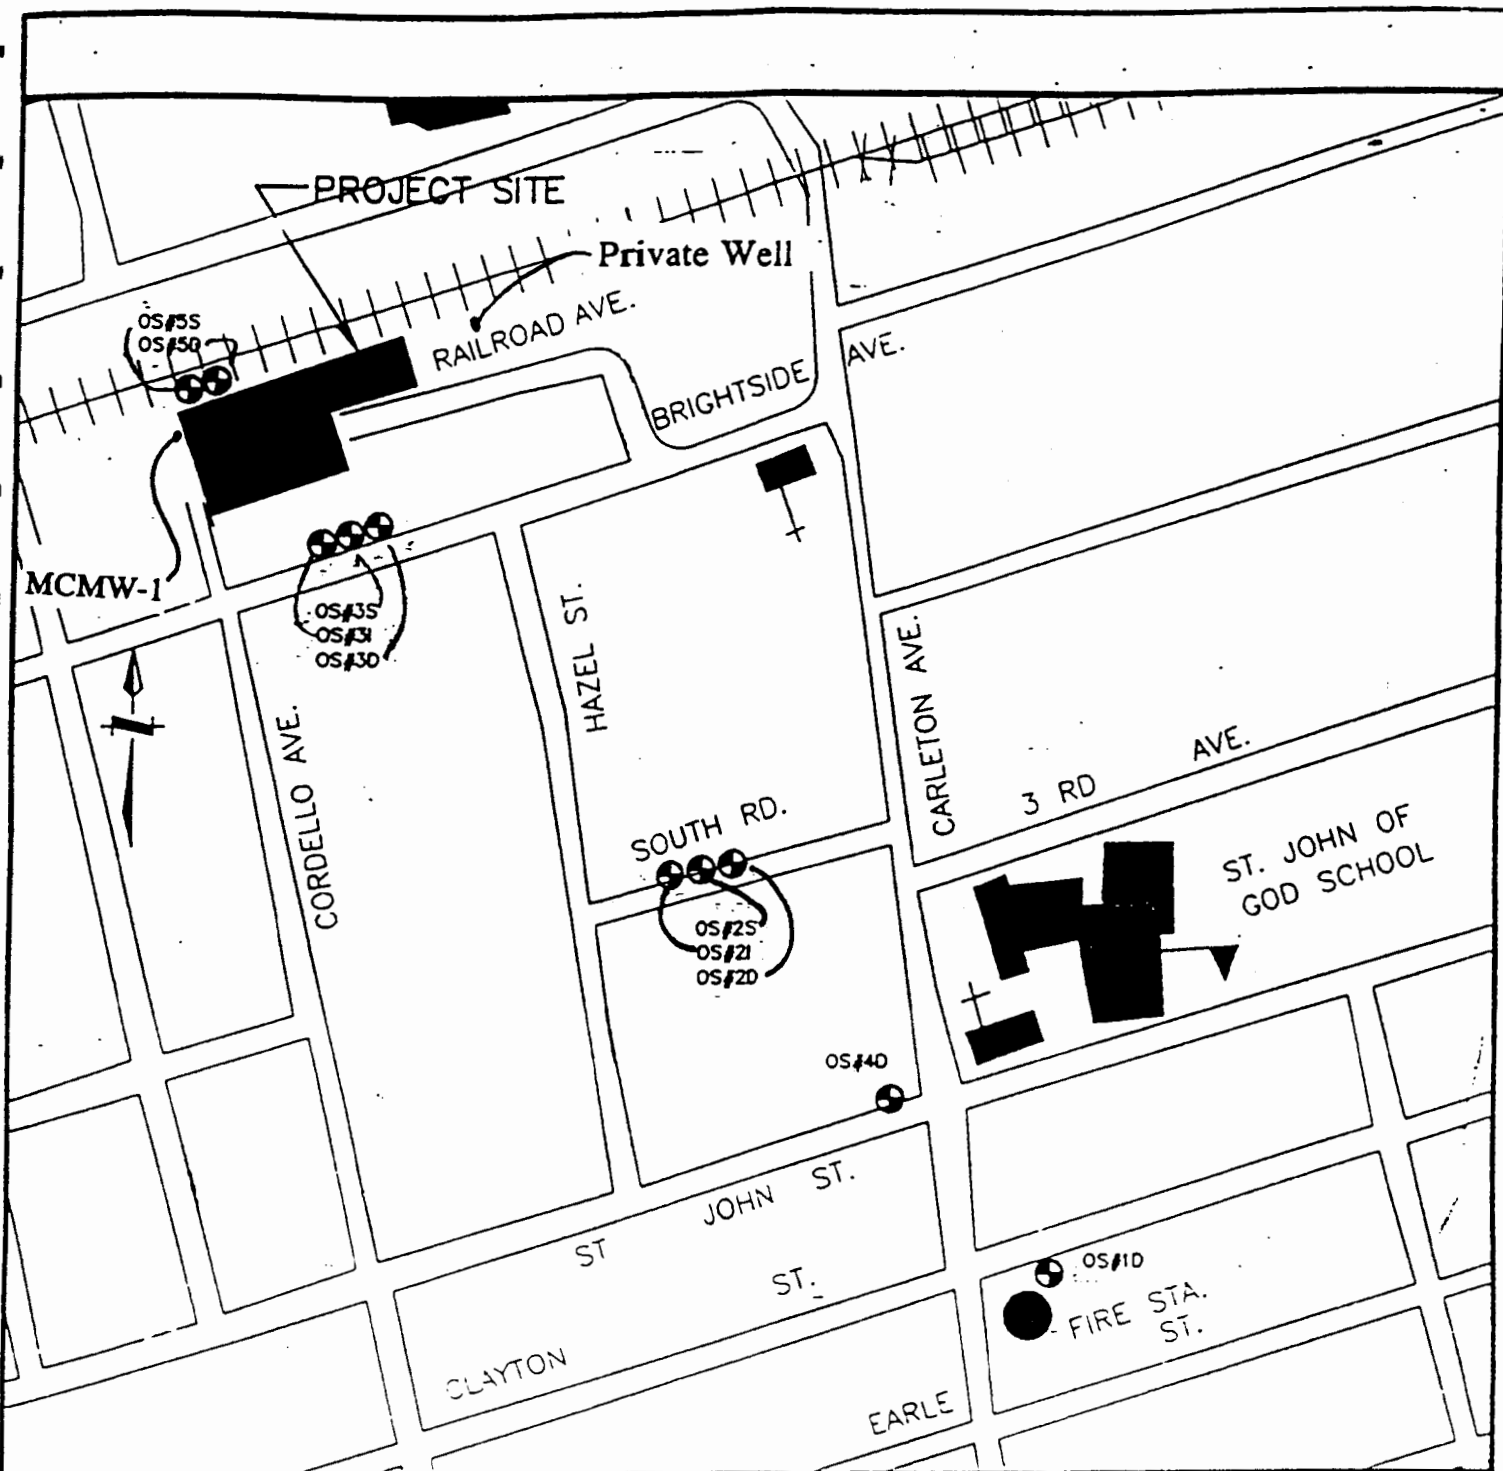 PROJECT SITE
Private Well
OS#5S
OS#5D
RAILROAD AVE.
BRIGHTSIDE AVE.
MCMW-1
OS#3S
OS#3I
OS#3D
HAZEL ST.
CARLETON AVE.
CORDELLO AVE.
3 RD AVE.
SOUTH RD.
ST. JOHN OF
GOD SCHOOL
OS#2S
OS#2I
OS#2D
OS#4D
ST JOHN ST.
OS#1D
FIRE STA.
CLAYTON ST.
EARLE ST.
N